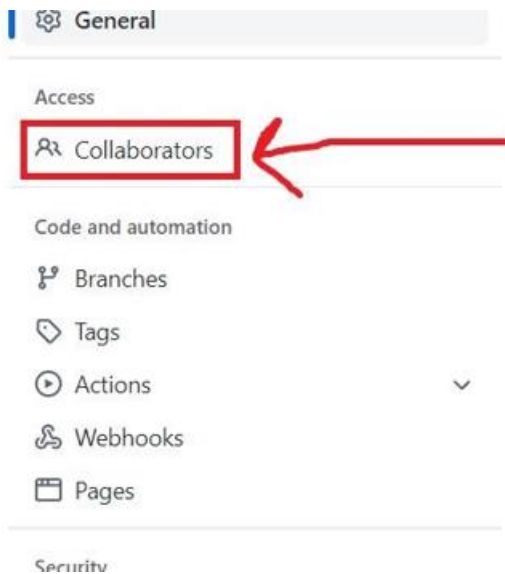 General
Access
Collaborators
Code and automation
Branches
Tags
Actions
Webhooks
Pages
Security